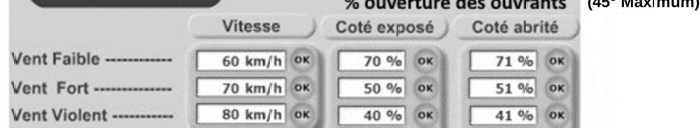 % ouverture des ouvrants (45° Maximum)
Vitesse Coté exposé Coté abrité
Vent Faible ------------ 60 km/h OK 70 % OK 71 % OK
Vent Fort -------------- 70 km/h OK 50 % OK 51 % OK
Vent Violent ----------- 80 km/h OK 40 % OK 41 % OK